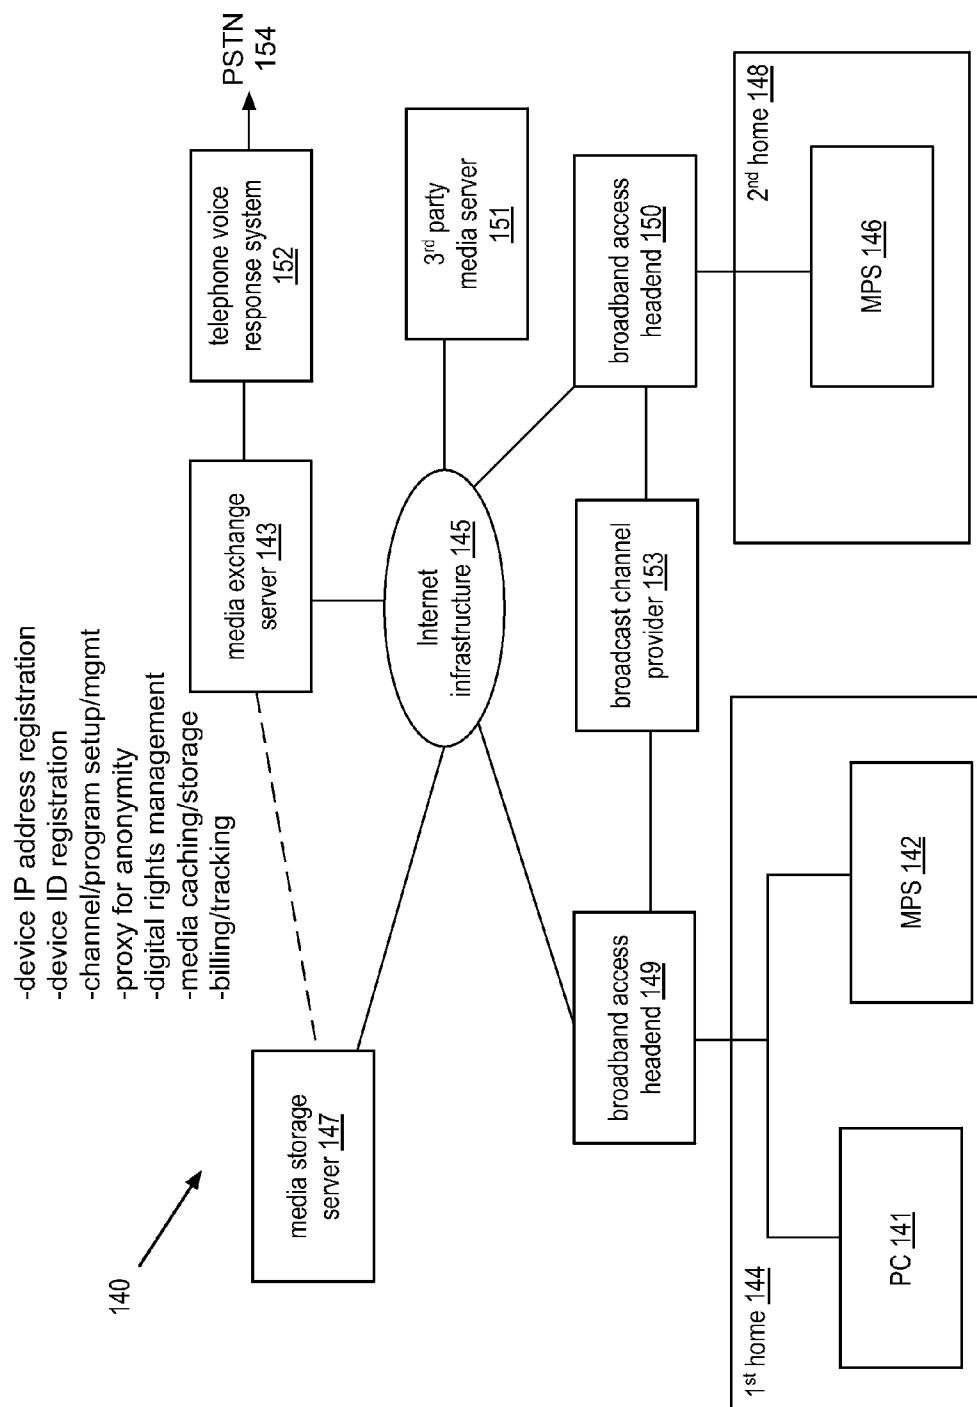 -device IP address registration
-device ID registration
-channel/program setup/mgmt
-proxy for anonymity
-digital rights management
-media caching/storage
-billing/tracking
140
media storage
server 147
media exchange
server 143
telephone voice
response system
152
PSTN
154
Internet
infrastructure 145
3rd party
media server
151
broadband access
headend 149
broadcast channel
provider 153
broadband access
headend 150
1st home 144
PC 141
MPS 142
2nd home 148
MPS 146